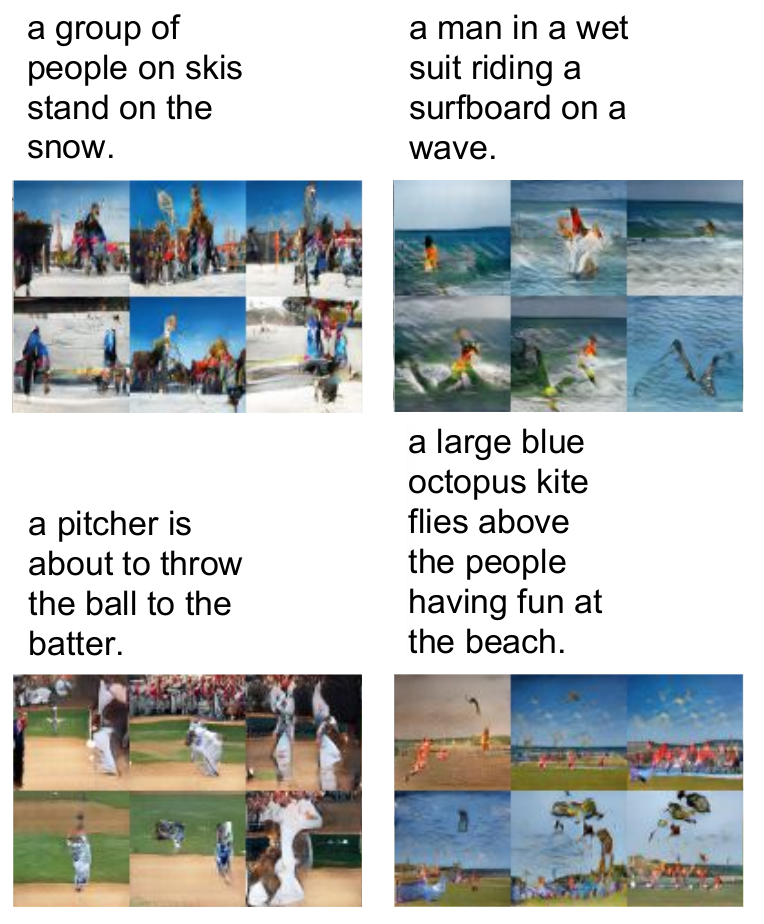 a group of
people on skis
stand on the
snow.
a man in a wet
suit riding a
surfboard on a
wave.
a pitcher is
about to throw
the ball to the
batter.
a large blue
octopus kite
flies above
the people
having fun at
the beach.